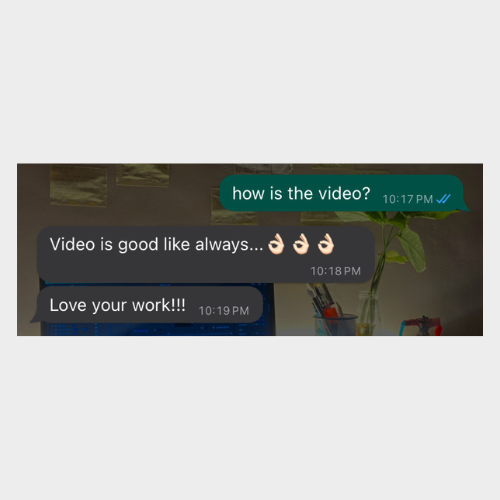 how is the video? 10:17 PM
Video is good like always...👌🏻👌🏻👌🏻
10:18 PM
Love your work!!! 10:19 PM